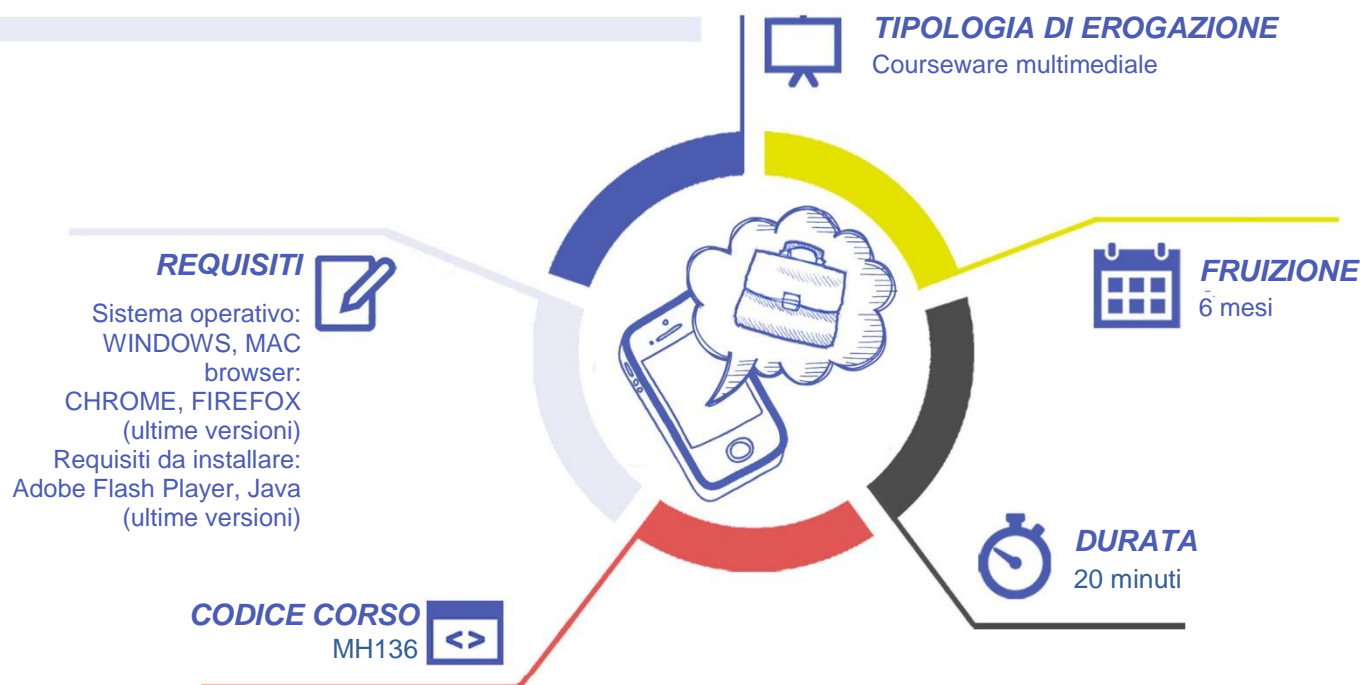 TIPOLOGIA DI EROGAZIONE
Courseware multimediale
REQUISITI
Sistema operativo:
WINDOWS, MAC
browser:
CHROME, FIREFOX
(ultime versioni)
Requisiti da installare:
Adobe Flash Player, Java
(ultime versioni)
FRUIZIONE
6 mesi
DURATA
20 minuti
CODICE CORSO
MH136
<>